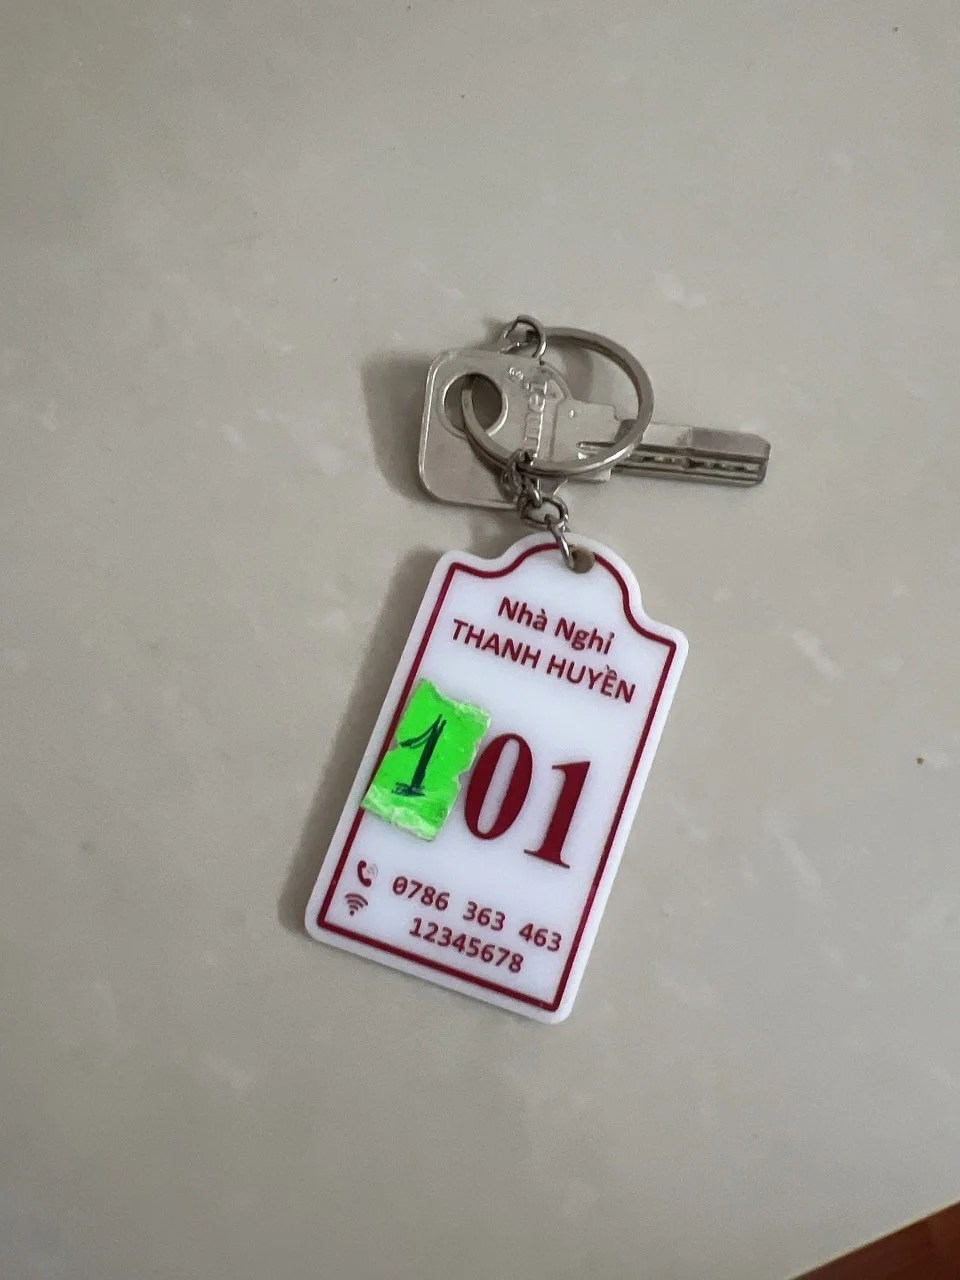 Nhà Nghỉ
THANH HUYỀN
1 01
0786 363 463
12345678